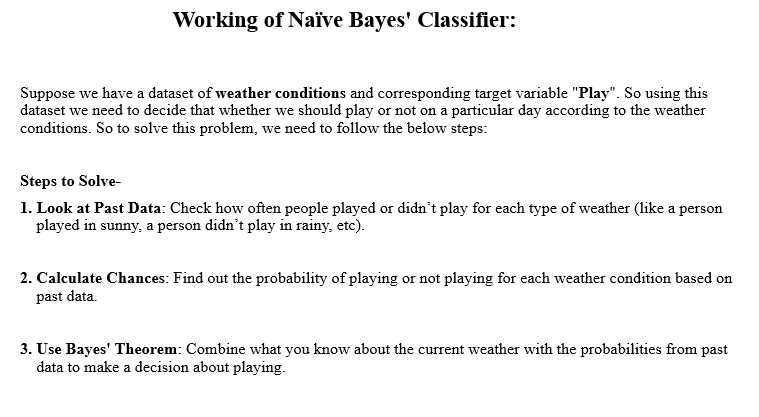 Working of Naïve Bayes' Classifier:
Suppose we have a dataset of weather conditions and corresponding target variable "Play". So using this
dataset we need to decide that whether we should play or not on a particular day according to the weather
conditions. So to solve this problem, we need to follow the below steps:
Steps to Solve-
1. Look at Past Data: Check how often people played or didn’t play for each type of weather (like a person
played in sunny, a person didn’t play in rainy, etc).
2. Calculate Chances: Find out the probability of playing or not playing for each weather condition based on
past data.
3. Use Bayes' Theorem: Combine what you know about the current weather with the probabilities from past
data to make a decision about playing.